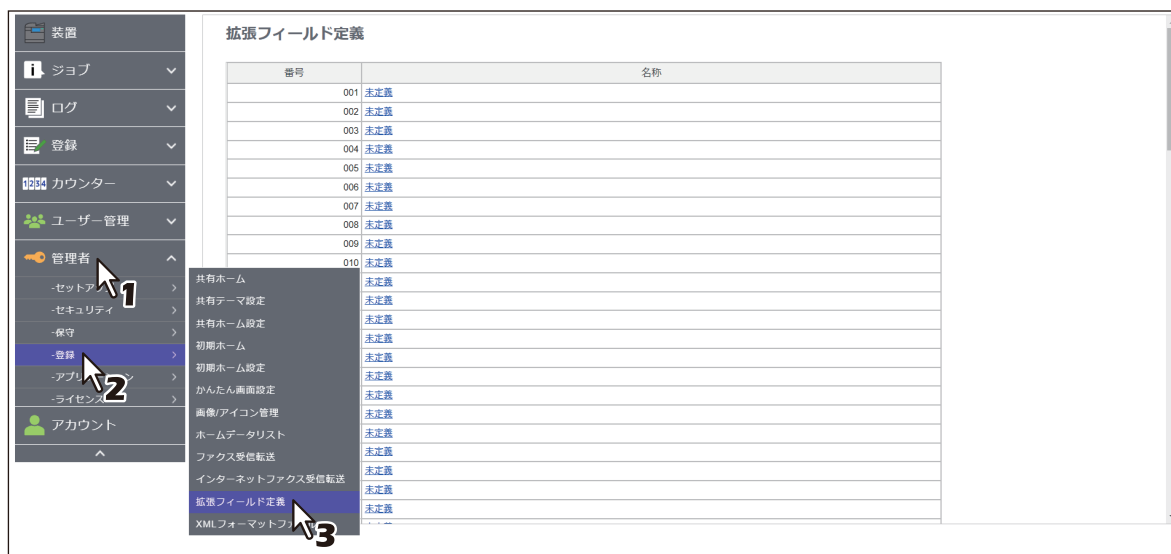 装置
ジョブ
ログ
登録
1234 カウンター
ユーザー管理
管理者
1
-セットア
-セキュリティ
-保守
-登録
2
-アプリ
-ライセンス
アカウント
共有ホーム
共有テーマ設定
共有ホーム設定
初期ホーム
初期ホーム設定
かんたん画面設定
画像/アイコン管理
ホームデータリスト
ファクス受信転送
インターネットファクス受信転送
拡張フィールド定義
3
XMLフォーマットファ
拡張フィールド定義
番号 名称
001 未定義
002 未定義
003 未定義
004 未定義
005 未定義
006 未定義
007 未定義
008 未定義
009 未定義
010 未定義
未定義
未定義
未定義
未定義
未定義
未定義
未定義
未定義
未定義
未定義
未定義
未定義
未定義